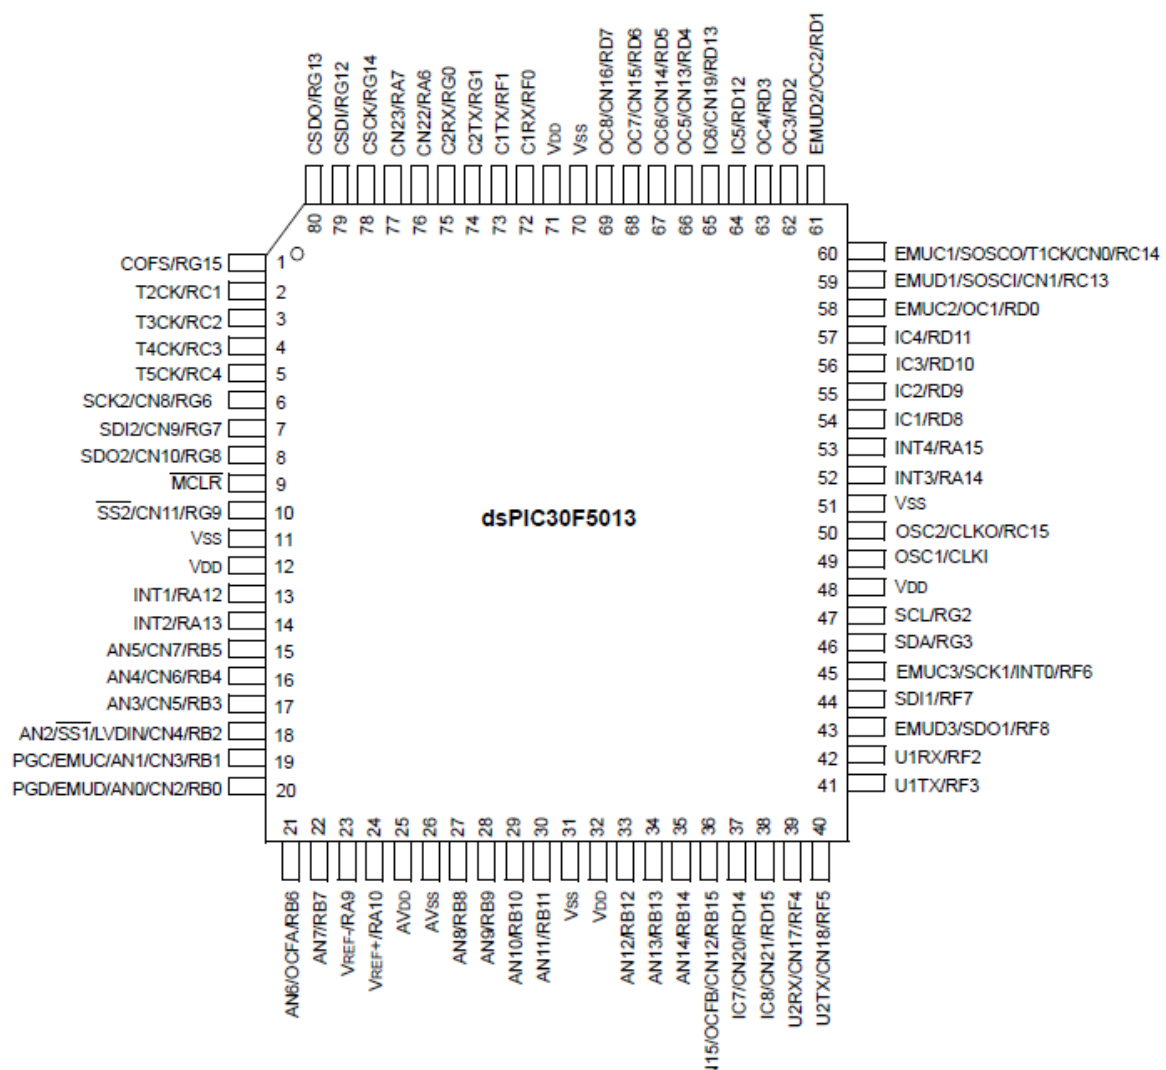 CSDO/RG13
CSDI/RG12
CSCK/RG14
CN23/RA7
CN22/RA6
C2RX/RG0
C2TX/RG1
C1TX/RF1
C1RX/RF0
VDD
VSS
OC8/CN16/RD7
OC7/CN15/RD6
OC6/CN14/RD5
OC5/CN13/RD4
IC6/CN19/RD13
IC5/RD12
OC4/RD3
OC3/RD2
EMUD2/OC2/RD1
80 79 78 77 76 75 74 73 72 71 70 69 68 67 66 65 64 63 62 61
COFS/RG15 1
T2CK/RC1 2
T3CK/RC2 3
T4CK/RC3 4
T5CK/RC4 5
SCK2/CN8/RG6 6
SDI2/CN9/RG7 7
SDO2/CN10/RG8 8
MCLR 9
SS2/CN11/RG9 10
VSS 11
VDD 12
INT1/RA12 13
INT2/RA13 14
AN5/CN7/RB5 15
AN4/CN6/RB4 16
AN3/CN5/RB3 17
AN2/SS1/LVDIN/CN4/RB2 18
PGC/EMUC/AN1/CN3/RB1 19
PGD/EMUD/AN0/CN2/RB0 20
dsPIC30F5013
60 EMUC1/SOSCO/T1CK/CN0/RC14
59 EMUD1/SOSCI/CN1/RC13
58 EMUC2/OC1/RD0
57 IC4/RD11
56 IC3/RD10
55 IC2/RD9
54 IC1/RD8
53 INT4/RA15
52 INT3/RA14
51 VSS
50 OSC2/CLKO/RC15
49 OSC1/CLKI
48 VDD
47 SCL/RG2
46 SDA/RG3
45 EMUC3/SCK1/INT0/RF6
44 SDI1/RF7
43 EMUD3/SDO1/RF8
42 U1RX/RF2
41 U1TX/RF3
21 22 23 24 25 26 27 28 29 30 31 32 33 34 35 36 37 38 39 40
AN6/OCFA/RB6
AN7/RB7
VREF-/RA9
VREF+/RA10
AVDD
AVSS
AN8/RB8
AN9/RB9
AN10/RB10
AN11/RB11
VSS
VDD
AN12/RB12
AN13/RB13
AN14/RB14
N15/OCFB/CN12/RB15
IC7/CN20/RD14
IC8/CN21/RD15
U2RX/CN17/RF4
U2TX/CN18/RF5